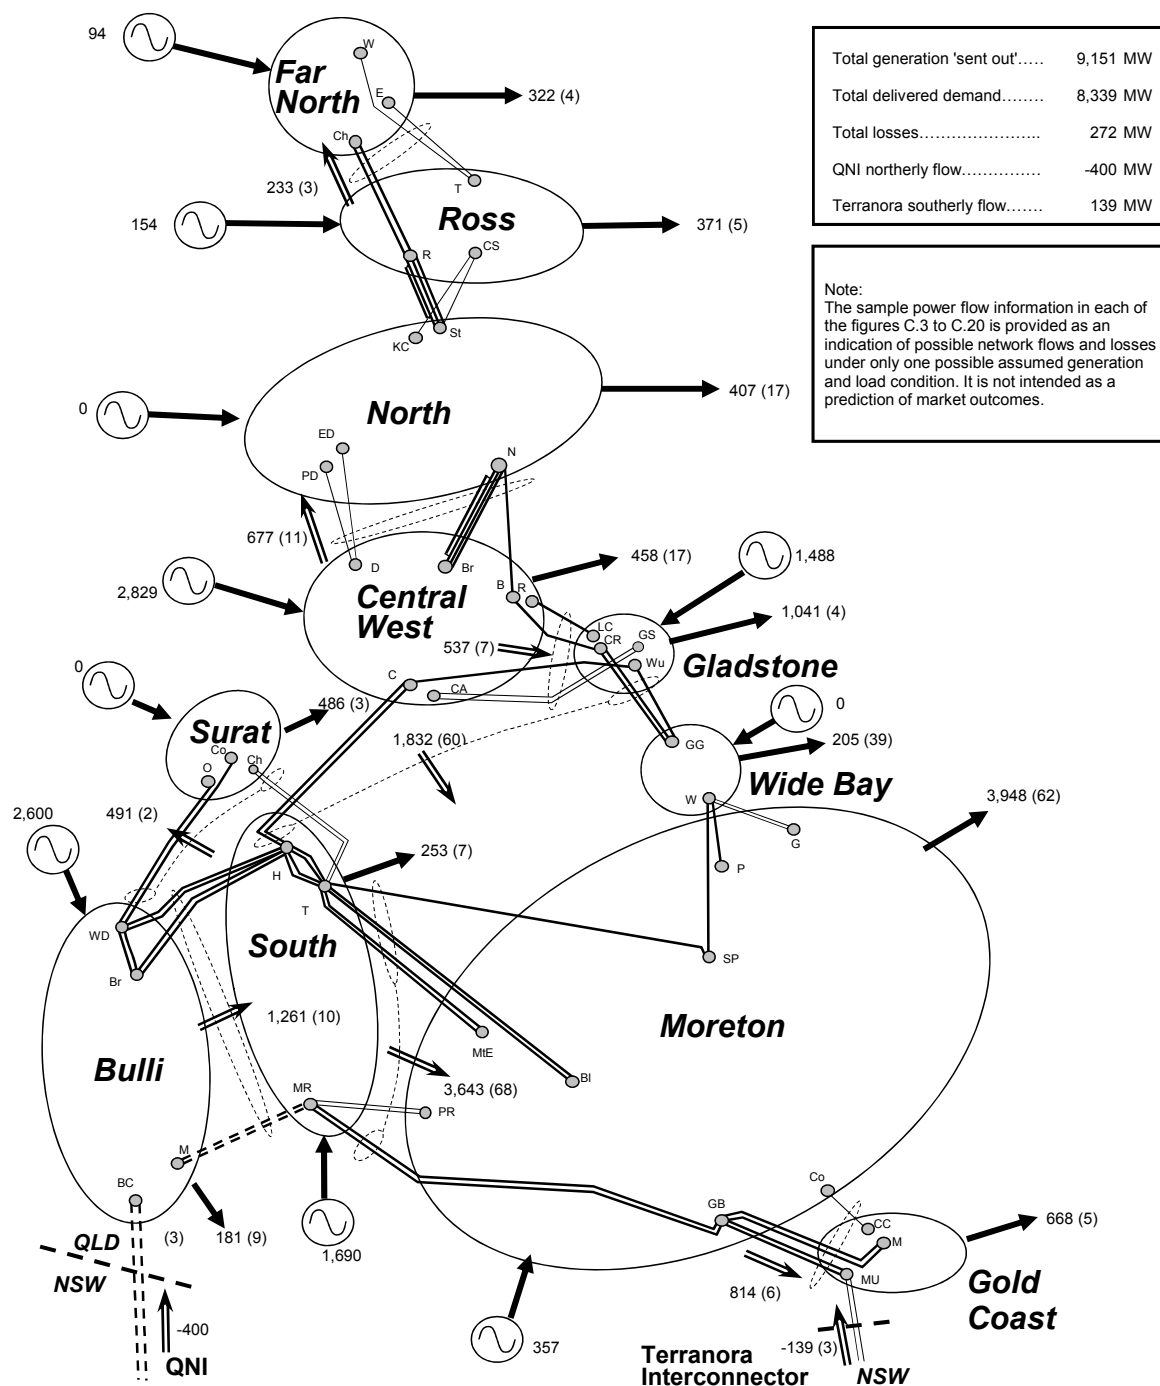 94
W
Far
North
E
322 (4)
Ch
233 (3)
T
154
Ross
371 (5)
R
CS
St
KC
0
North
407 (17)
ED
PD
N
677 (11)
D
Br
458 (17)
1,488
2,829
Central
West
B
R
1,041 (4)
LC
CR
GS
537 (7)
Wu
Gladstone
C
CA
0
486 (3)
0
Surat
Co
Ch
O
1,832 (60)
GG
205 (39)
Wide Bay
W
3,948 (62)
2,600
491 (2)
G
253 (7)
P
H
T
WD
South
SP
Br
1,261 (10)
Moreton
MtE
Bulli
BI
MR
3,643 (68)
PR
M
BC
Co
GB
CC
668 (5)
M
QLD
(3)
181 (9)
1,690
NSW
MU
814 (6)
Gold
Coast
-400
QNI
357
-139 (3)
Terranora
Interconnector
NSW
Total generation 'sent out'..... 9,151 MW
Total delivered demand........ 8,339 MW
Total losses........................ 272 MW
QNI northerly flow............... -400 MW
Terranora southerly flow....... 139 MW
Note:
The sample power flow information in each of
the figures C.3 to C.20 is provided as an
indication of possible network flows and losses
under only one possible assumed generation
and load condition. It is not intended as a
prediction of market outcomes.